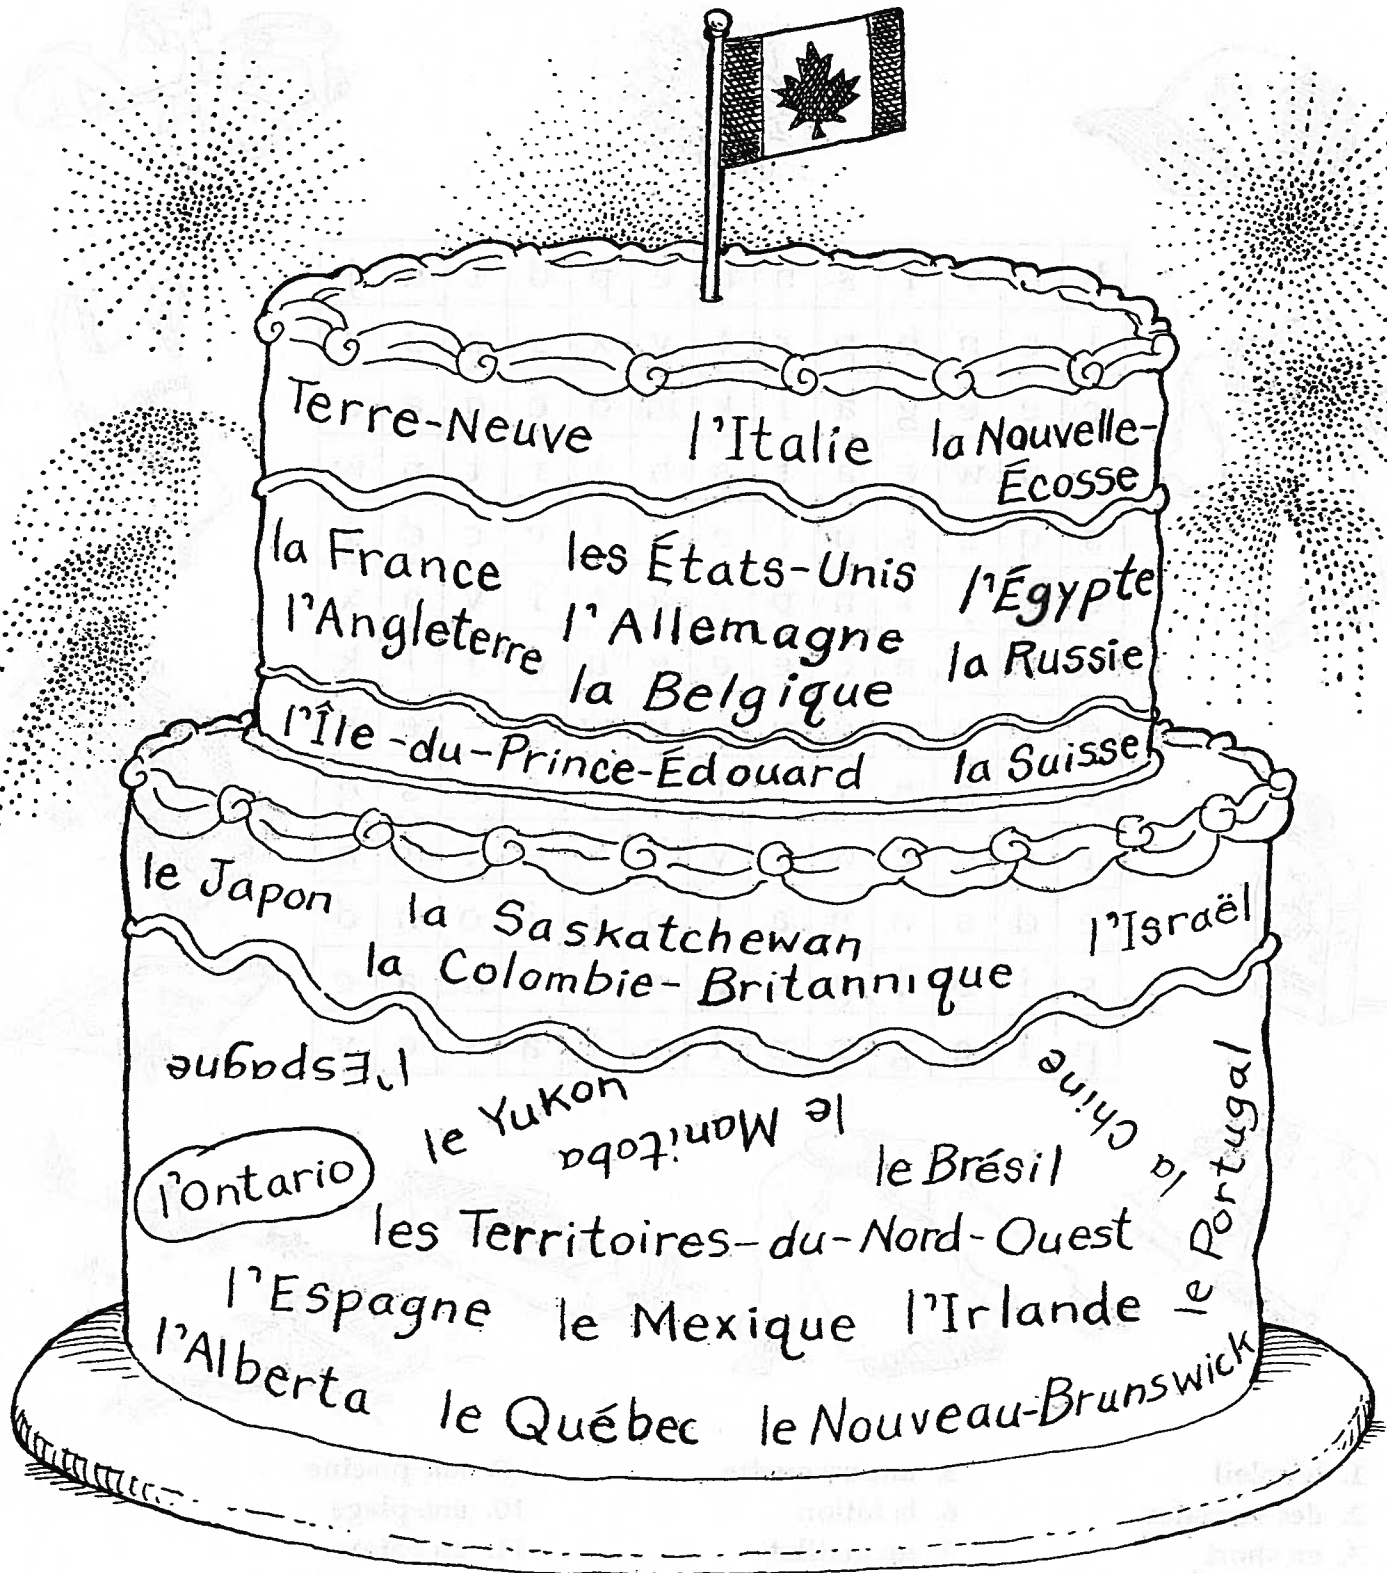 Terre-Neuve
l'Italie
la Nouvelle-
Écosse
la France
les États-Unis
l'Égypte
l'Angleterre
l'Allemagne
la Russie
la Belgique
l'Île-du-Prince-Édouard
la Suisse
le Japon
la Saskatchewan
l'Israël
la Colombie-Britannique
l'Espagne
le Yukon
le Manitoba
la Chine
le Portugal
l'Ontario
le Brésil
les Territoires-du-Nord-Ouest
l'Espagne
le Mexique
l'Irlande
l'Alberta
le Québec
le Nouveau-Brunswick